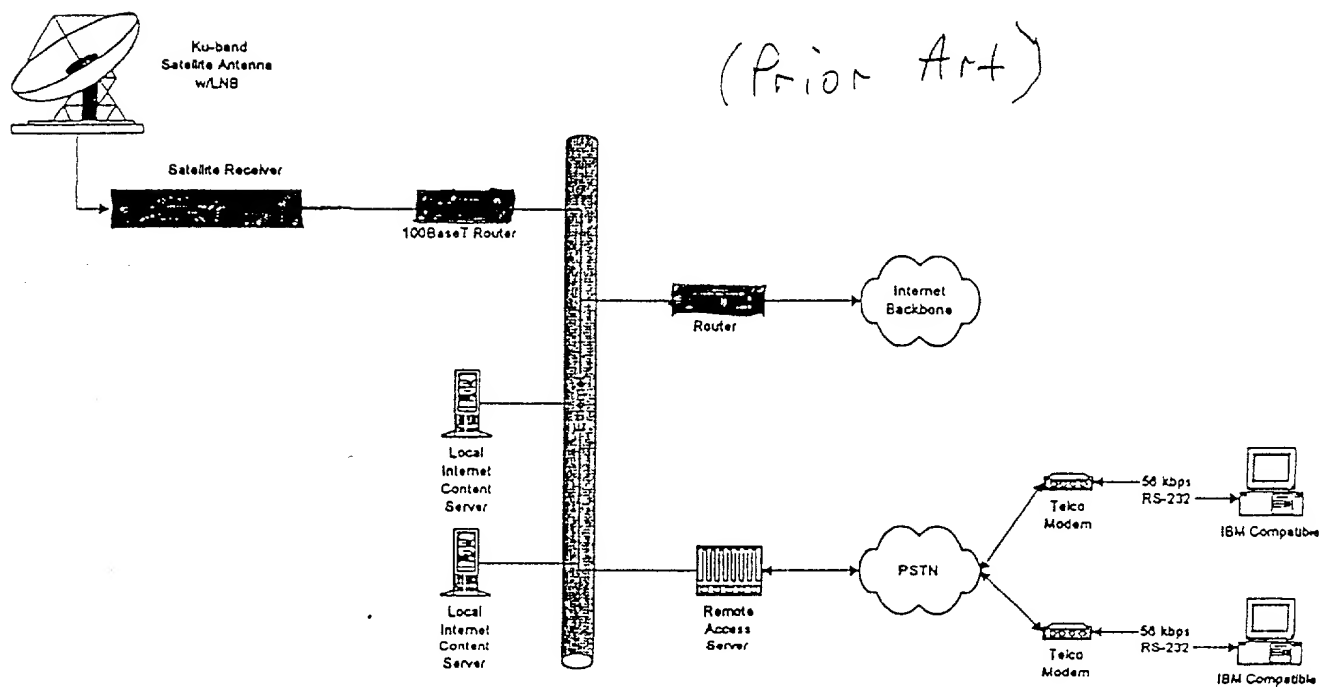 Ku-band
Satellite Antenna
w/LNB
(Prior Art)
Satellite Receiver
100BaseT Router
Router
Internet
Backbone
Local
Internet
Content
Server
Local
Internet
Content
Server
Remote
Access
Server
PSTN
Telco
Modem
56 kbps
RS-232
IBM Compatible
Telco
Modem
56 kbps
RS-232
IBM Compatible